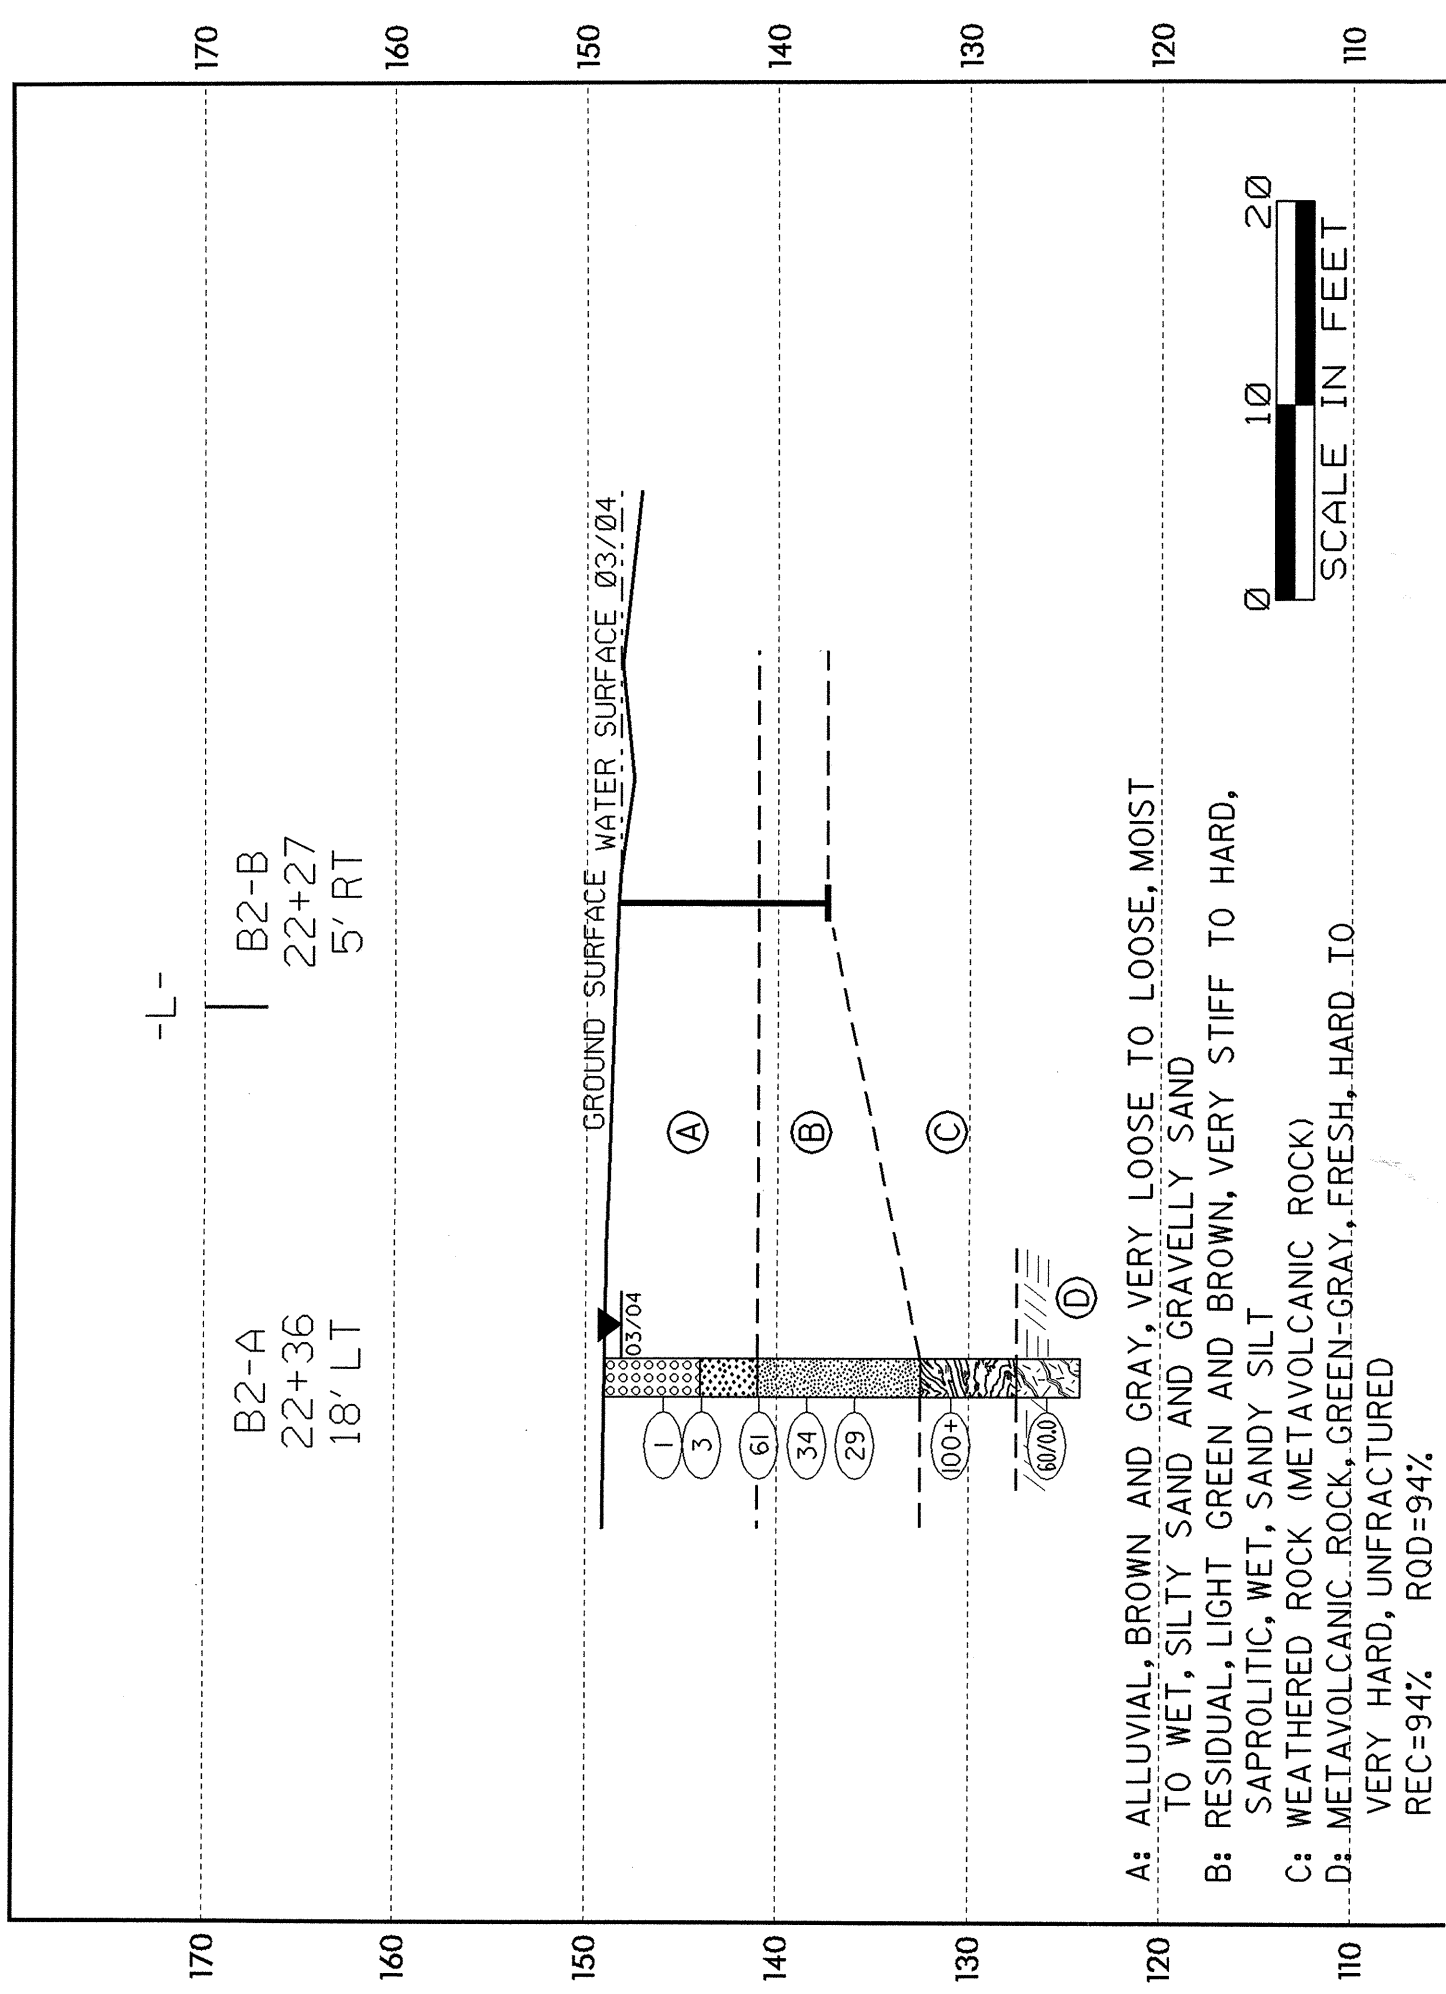 -L-
B2-A
22+36
18' LT
B2-B
22+27
5' RT
170
170
160
160
150
150
GROUND SURFACE
WATER SURFACE 03/04
03/04
1
3
61
34
29
100+
60/0.0
A
B
C
D
140
140
130
130
120
120
110
110
A: ALLUVIAL, BROWN AND GRAY, VERY LOOSE TO LOOSE, MOIST
TO WET, SILTY SAND AND GRAVELLY SAND
B: RESIDUAL, LIGHT GREEN AND BROWN, VERY STIFF TO HARD,
SAPROLITIC, WET, SANDY SILT
C: WEATHERED ROCK (METAVOLCANIC ROCK)
D: METAVOLCANIC ROCK, GREEN-GRAY, FRESH, HARD TO
VERY HARD, UNFRACTURED
REC=94% RQD=94%
0 10 20
SCALE IN FEET